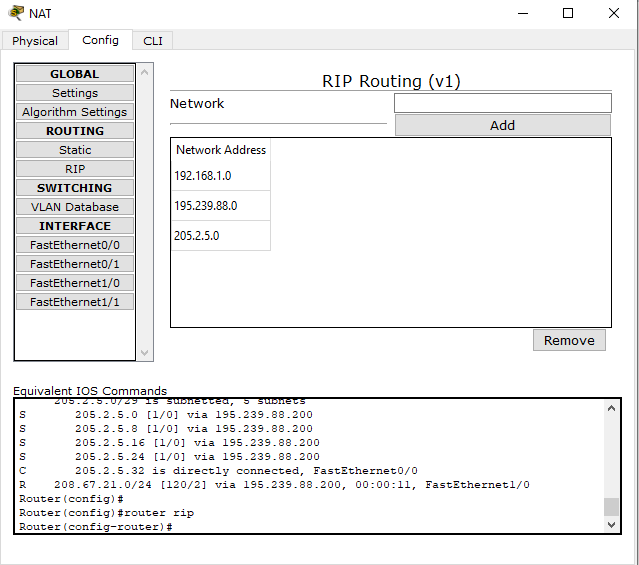 NAT
Physical Config CLI
GLOBAL
Settings
Algorithm Settings
ROUTING
Static
RIP
SWITCHING
VLAN Database
INTERFACE
FastEthernet0/0
FastEthernet0/1
FastEthernet1/0
FastEthernet1/1
RIP Routing (v1)
Network
Add
Network Address
192.168.1.0
195.239.88.0
205.2.5.0
Remove
Equivalent IOS Commands
205.2.5.0/29 is subnetted, 5 subnets
S 205.2.5.0 [1/0] via 195.239.88.200
S 205.2.5.8 [1/0] via 195.239.88.200
S 205.2.5.16 [1/0] via 195.239.88.200
S 205.2.5.24 [1/0] via 195.239.88.200
C 205.2.5.32 is directly connected, FastEthernet0/0
R 208.67.21.0/24 [120/2] via 195.239.88.200, 00:00:11, FastEthernet1/0
Router(config)#
Router(config)#router rip
Router(config-router)#